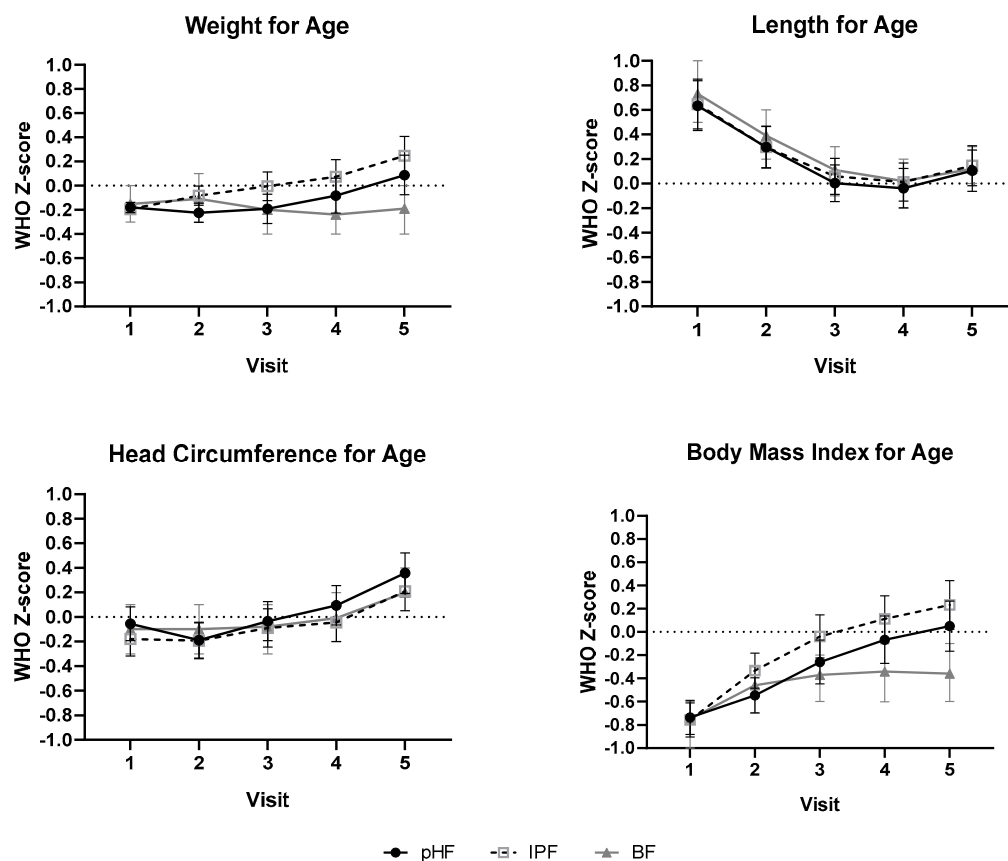 Weight for Age
1.0
0.8
0.6
0.4
0.2
0.0
-0.2
-0.4
-0.6
-0.8
-1.0
WHO Z-score
1 2 3 4 5
Visit
Length for Age
1.0
0.8
0.6
0.4
0.2
0.0
-0.2
-0.4
-0.6
-0.8
-1.0
WHO Z-score
1 2 3 4 5
Visit
Head Circumference for Age
1.0
0.8
0.6
0.4
0.2
0.0
-0.2
-0.4
-0.6
-0.8
-1.0
WHO Z-score
1 2 3 4 5
Visit
Body Mass Index for Age
1.0
0.8
0.6
0.4
0.2
0.0
-0.2
-0.4
-0.6
-0.8
-1.0
WHO Z-score
1 2 3 4 5
Visit
pHF IPF BF